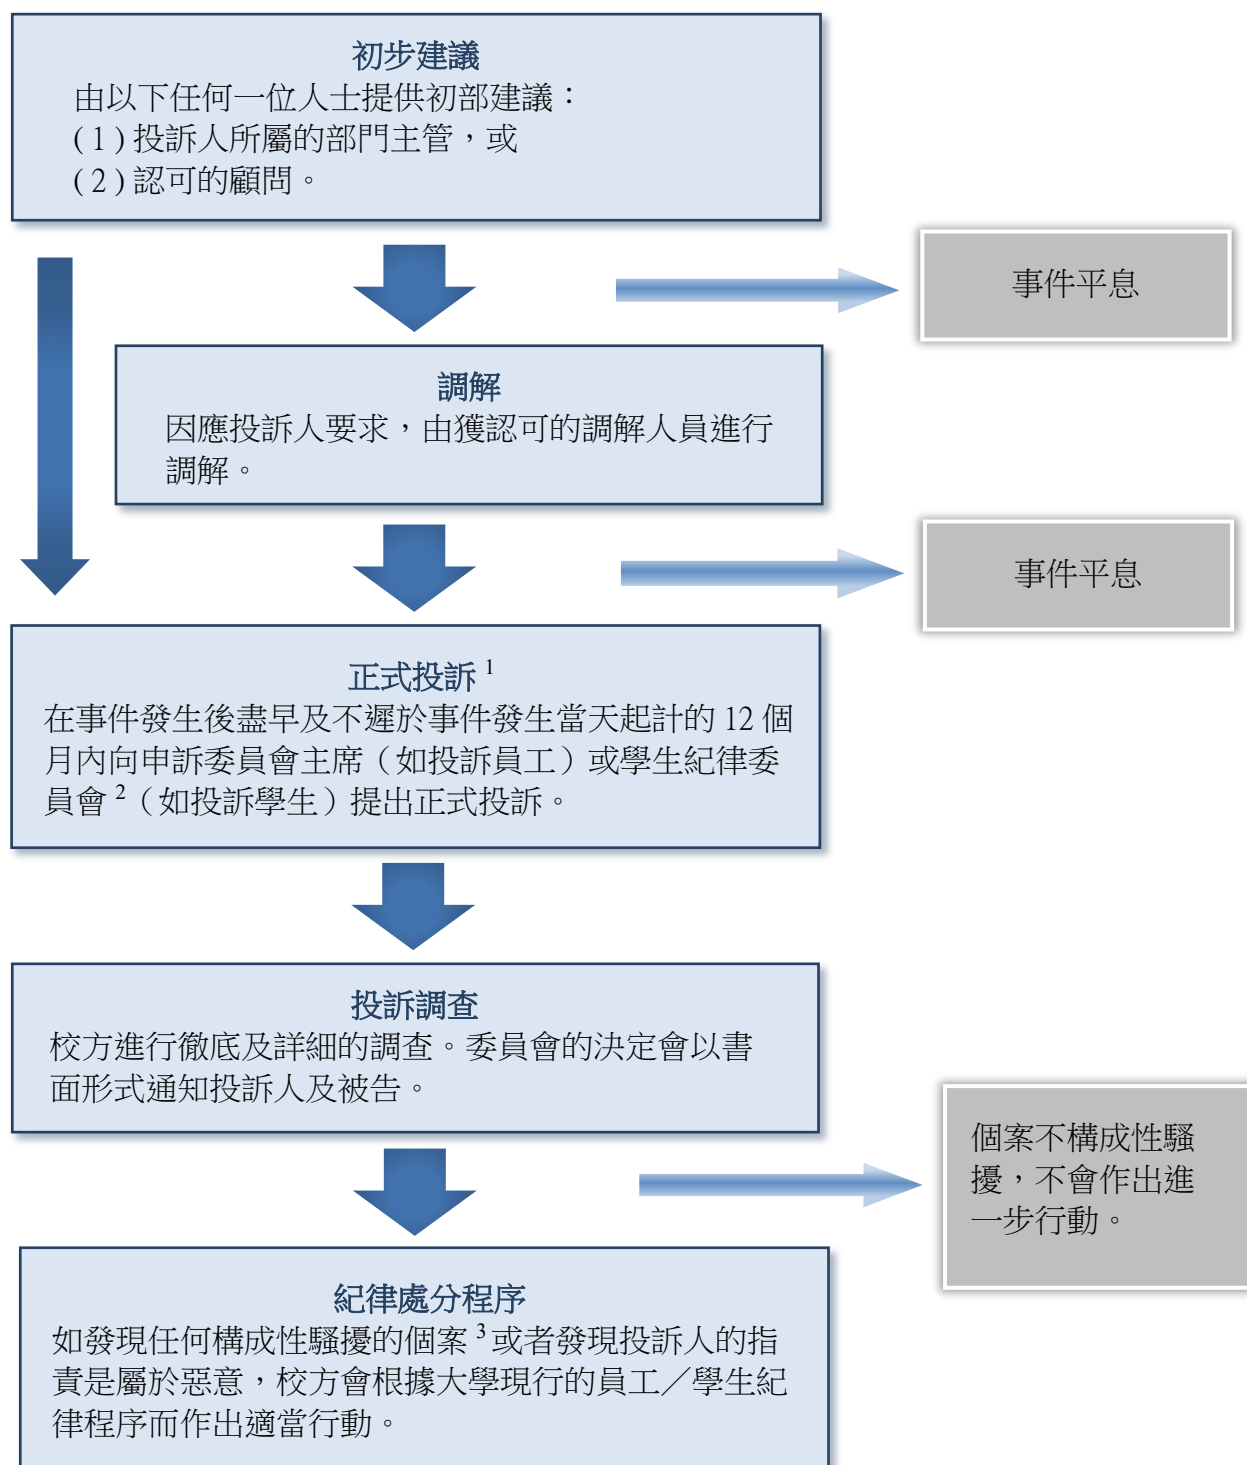 初步建議
由以下任何一位人士提供初部建議：
(1)投訴人所屬的部門主管，或
(2)認可的顧問。
事件平息
調解
因應投訴人要求，由獲認可的調解人員進行
調解。
事件平息
正式投訴 1
在事件發生後盡早及不遲於事件發生當天起計的 12 個
月內向申訴委員會主席（如投訴員工）或學生紀律委
員會 2（如投訴學生）提出正式投訴。
投訴調查
校方進行徹底及詳細的調查。委員會的決定會以書
面形式通知投訴人及被告。
個案不構成性騷
擾，不會作出進
一步行動。
紀律處分程序
如發現任何構成性騷擾的個案 3 或者發現投訴人的指
責是屬於惡意，校方會根據大學現行的員工／學生紀
律程序而作出適當行動。